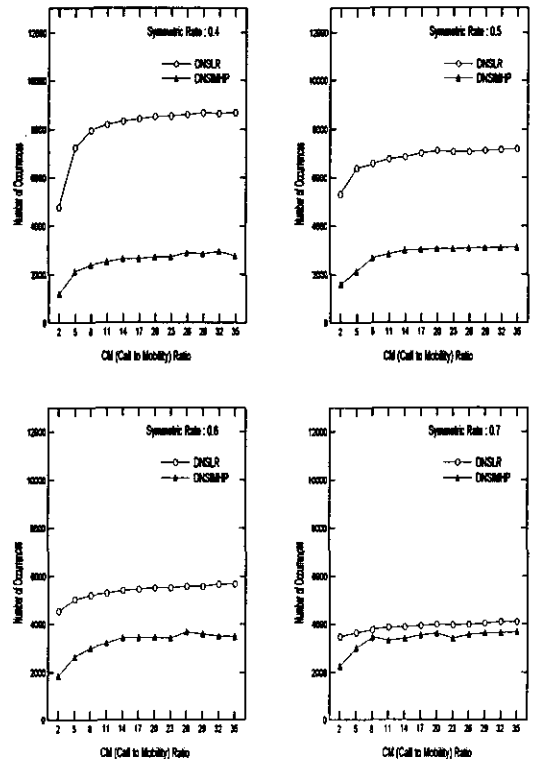 Symmetric Rate : 0.4
DNSLR
DNSIMHP
Number of Occurrences
12000
10000
8000
6000
4000
2000
0
2 5 8 11 14 17 20 23 26 29 32 35
CM (Call to Mobility) Ratio
Symmetric Rate : 0.5
DNSLR
DNSIMHP
Number of Occurrences
12000
10000
8000
6000
4000
2000
0
2 5 8 11 14 17 20 23 26 29 32 35
CM (Call to Mobility) Ratio
Symmetric Rate : 0.6
DNSLR
DNSIMHP
Number of Occurrences
12000
10000
8000
6000
4000
2000
0
2 5 8 11 14 17 20 23 26 29 32 35
CM (Call to Mobility) Ratio
Symmetric Rate : 0.7
DNSLR
DNSIMHP
Number of Occurrences
12000
10000
8000
6000
4000
2000
0
2 5 8 11 14 17 20 23 26 29 32 35
CM (Call to Mobility) Ratio